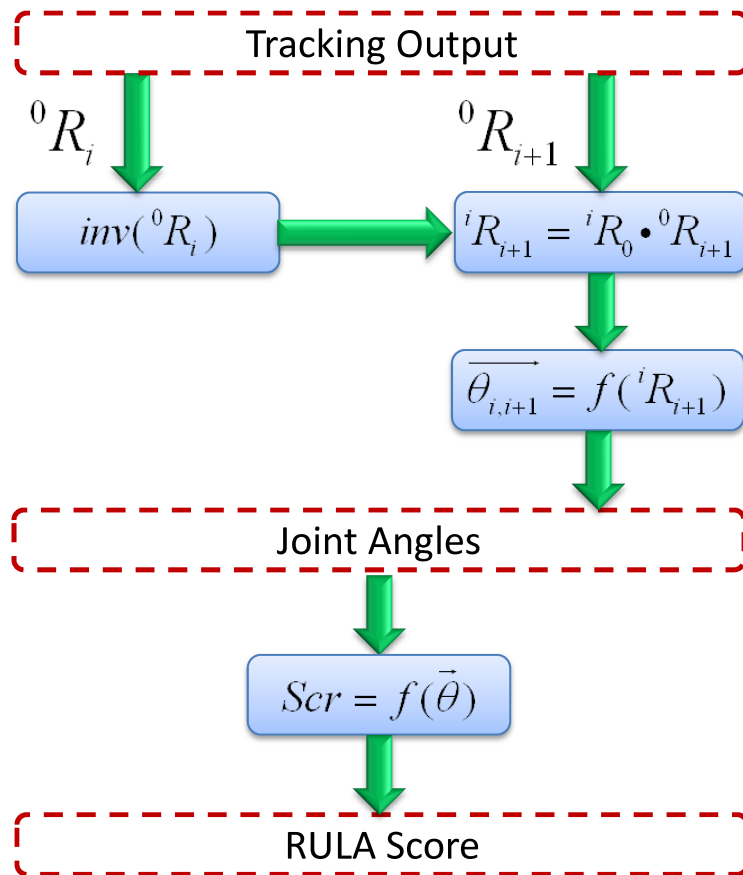 Tracking Output
⁰Rᵢ
⁰Rᵢ₊₁
inv(⁰Rᵢ)
ⁱRᵢ₊₁ = ⁱR₀ • ⁰Rᵢ₊₁
θ⃗ᵢ,ᵢ₊₁ = f(ⁱRᵢ₊₁)
Joint Angles
Scr = f(θ⃗)
RULA Score